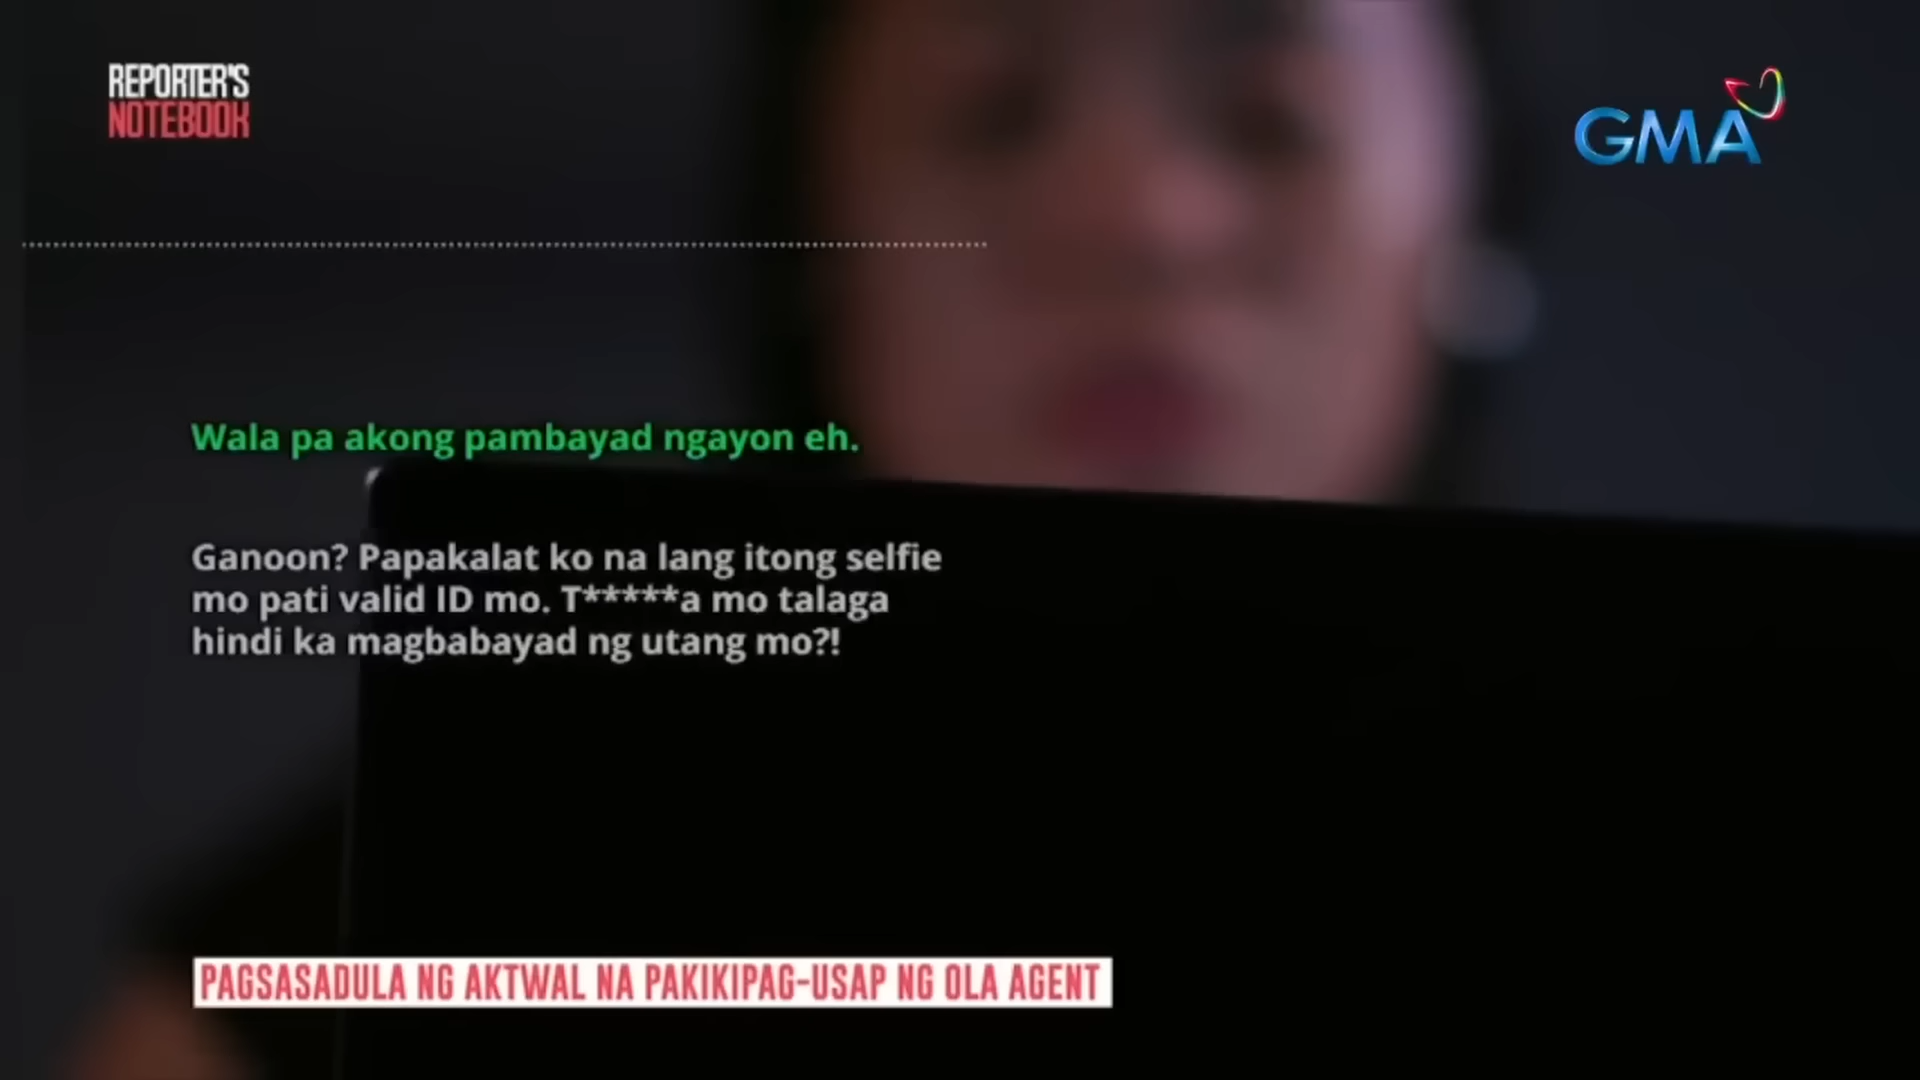 REPORTER'S
NOTEBOOK
GMA
Wala pa akong pambayad ngayon eh.
Ganoon? Papakalat ko na lang itong selfie
mo pati valid ID mo. T*****a mo talaga
hindi ka magbabayad ng utang mo?!
PAGSASADULA NG AKTWAL NA PAKIKIPAG-USAP NG OLA AGENT